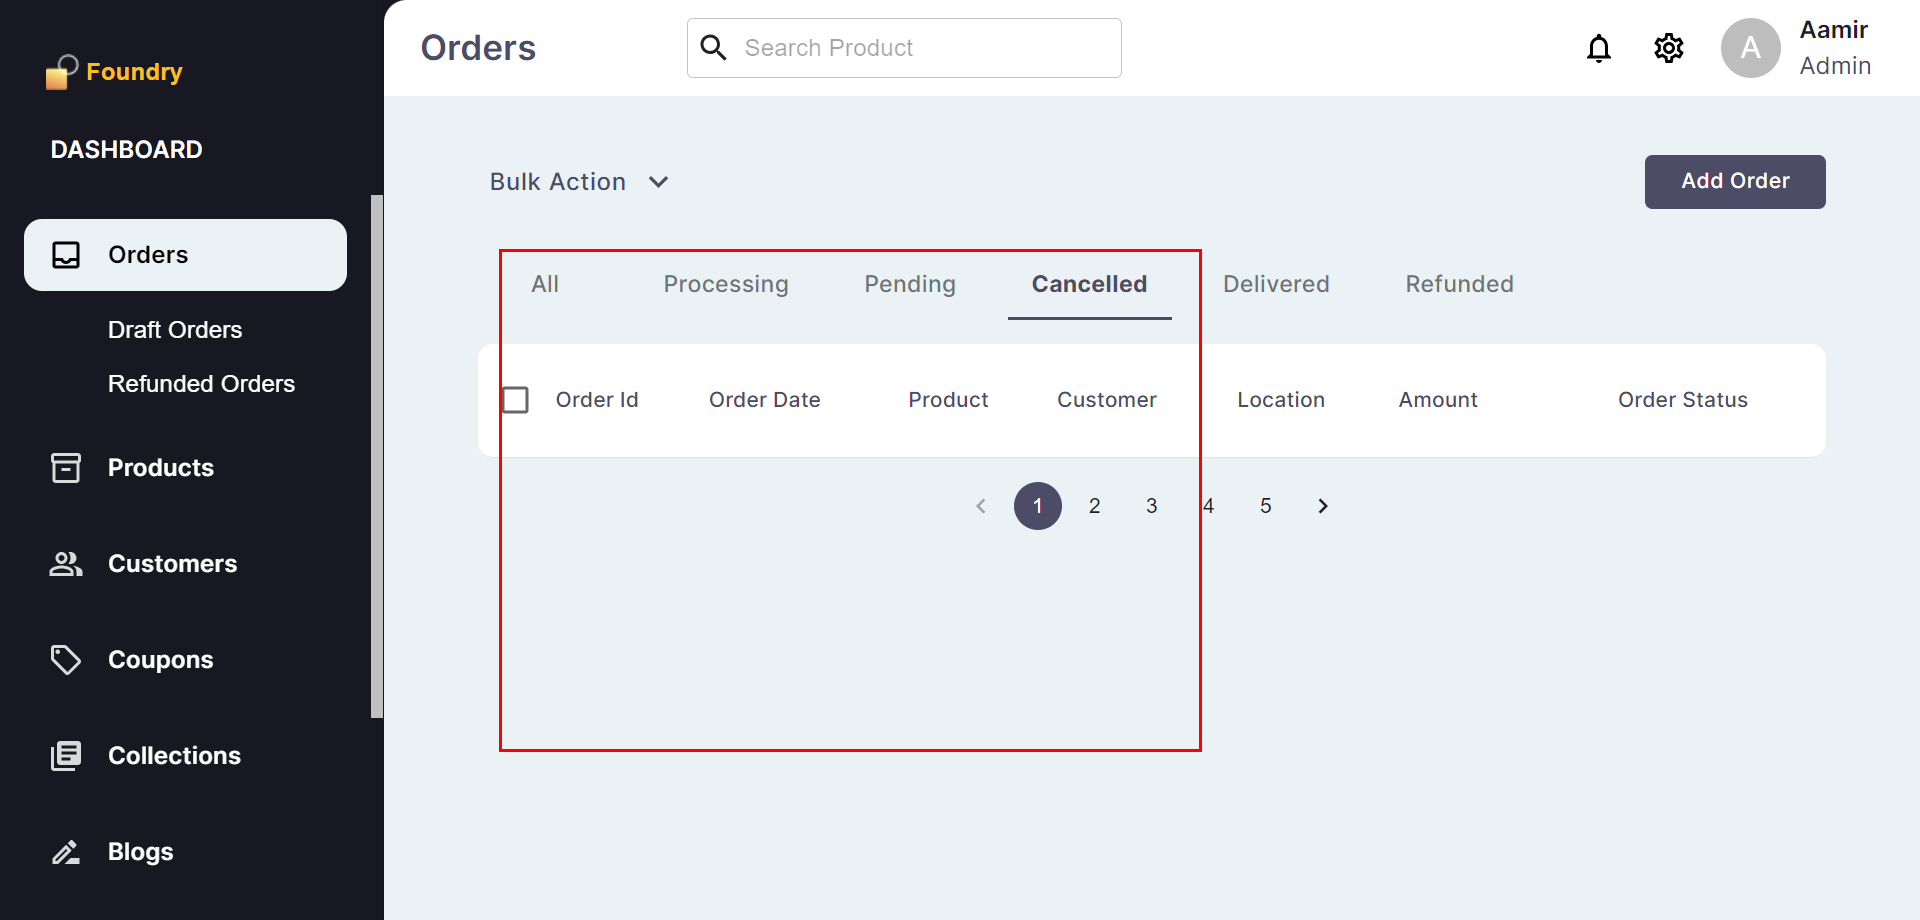 Foundry
DASHBOARD
Orders
Draft Orders
Refunded Orders
Products
Customers
Coupons
Collections
Blogs
Orders
Search Product
A
Aamir
Admin
Bulk Action
Add Order
All Processing Pending Cancelled Delivered Refunded
Order Id Order Date Product Customer Location Amount Order Status
1 2 3 4 5